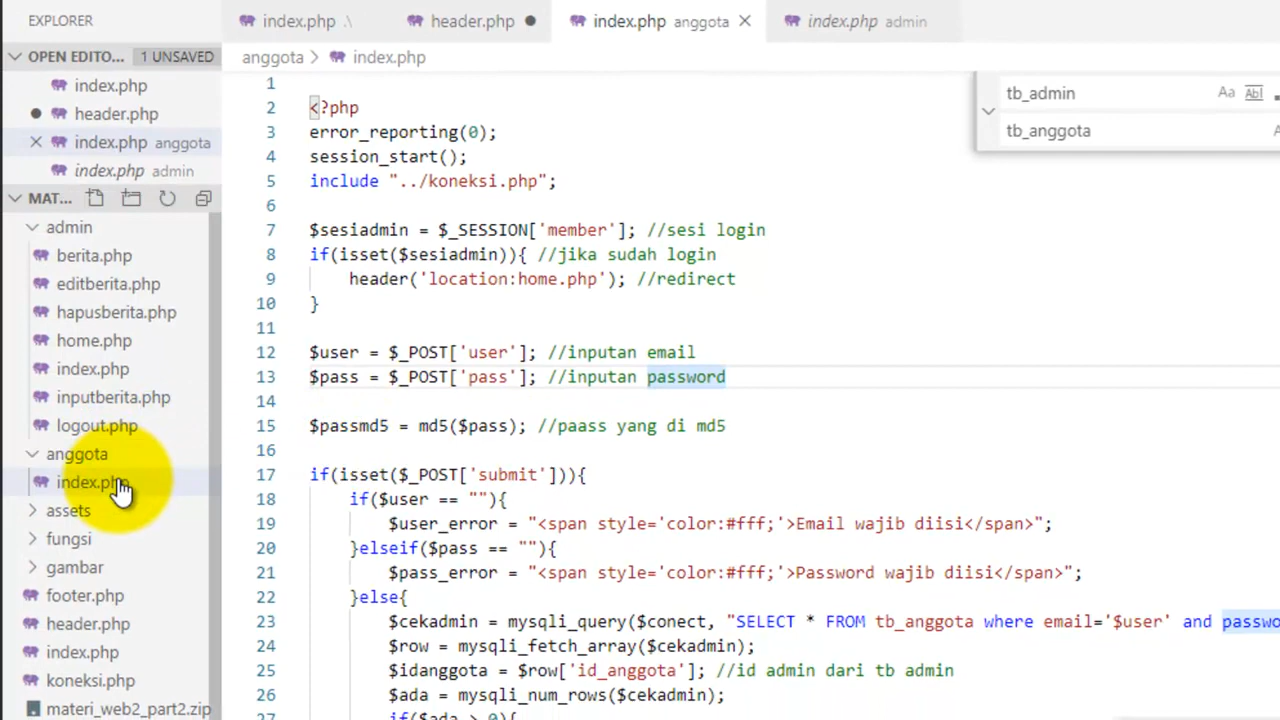 EXPLORER
index.php .\
header.php
index.php anggota
index.php admin
OPEN EDITO... 1 UNSAVED
anggota > index.php
index.php
header.php
index.php anggota
index.php admin
MAT...
admin
berita.php
editberita.php
hapusberita.php
home.php
index.php
inputberita.php
logout.php
anggota
index.php
assets
fungsi
gambar
footer.php
header.php
index.php
koneksi.php
materi_web2_part2.zip
tb_admin Aa Abl
tb_anggota
1
2 <?php
3 error_reporting(0);
4 session_start();
5 include "../koneksi.php";
6
7 $sesiadmin = $_SESSION['member']; //sesi login
8 if(isset($sesiadmin)){ //jika sudah login
9 header('location:home.php'); //redirect
10 }
11
12 $user = $_POST['user']; //inputan email
13 $pass = $_POST['pass']; //inputan password
14
15 $passmd5 = md5($pass); //paass yang di md5
16
17 if(isset($_POST['submit'])){
18 if($user == ""){
19 $user_error = "<span style='color:#fff;'>Email wajib diisi</span>";
20 }elseif($pass == ""){
21 $pass_error = "<span style='color:#fff;'>Password wajib diisi</span>";
22 }else{
23 $cekadmin = mysqli_query($conect, "SELECT * FROM tb_anggota where email='$user' and passwo
24 $row = mysqli_fetch_array($cekadmin);
25 $idanggota = $row['id_anggota']; //id admin dari tb admin
26 $ada = mysqli_num_rows($cekadmin);
27 if($ada > 0){